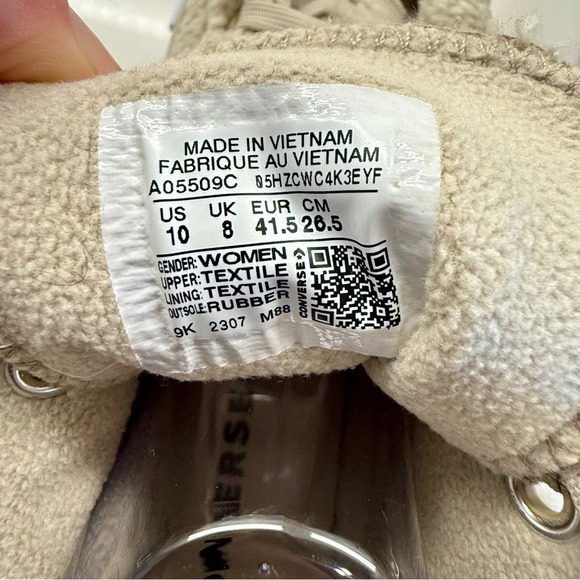 MADE IN VIETNAM
FABRIQUE AU VIETNAM
A05509C 05HZCWC4K3EYF
US UK EUR CM
10 8 41.5 26.5
GENDER: WOMEN
UPPER: TEXTILE
LINING: TEXTILE
OUTSOLE: RUBBER
9K 2307 M88
CONVERSE